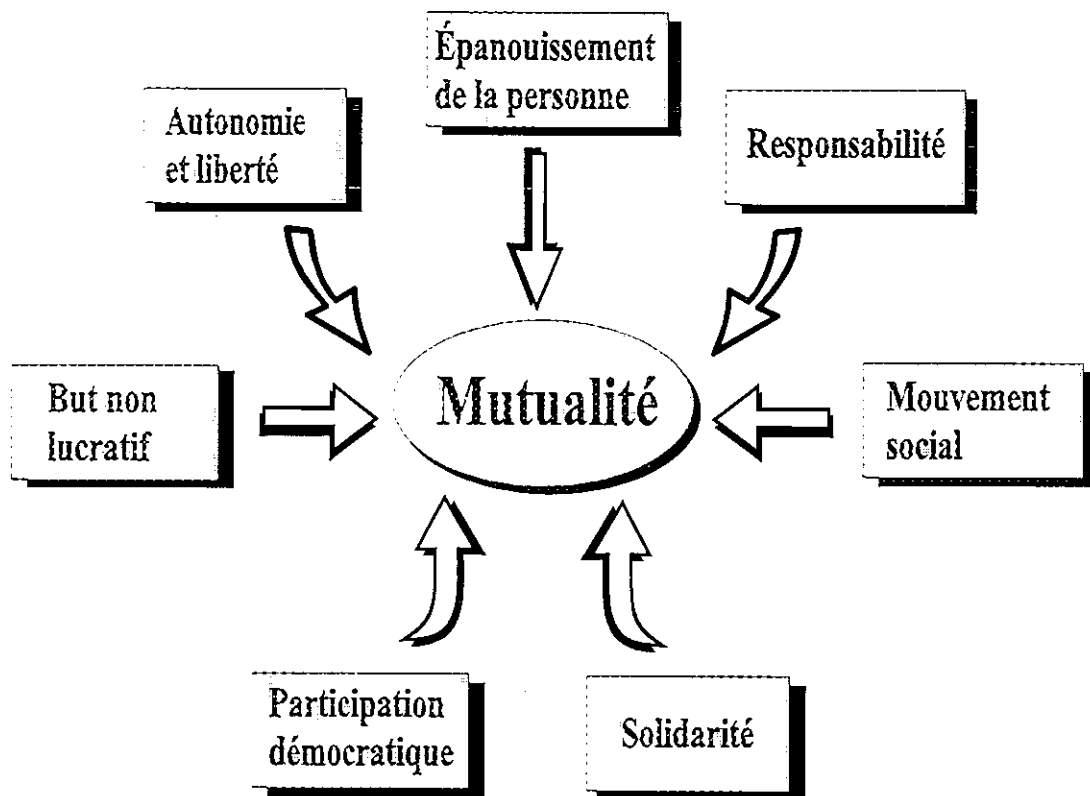 Épanouissement
de la personne
Autonomie
et liberté
Responsabilité
But non
lucratif
Mutualité
Mouvement
social
Participation
démocratique
Solidarité